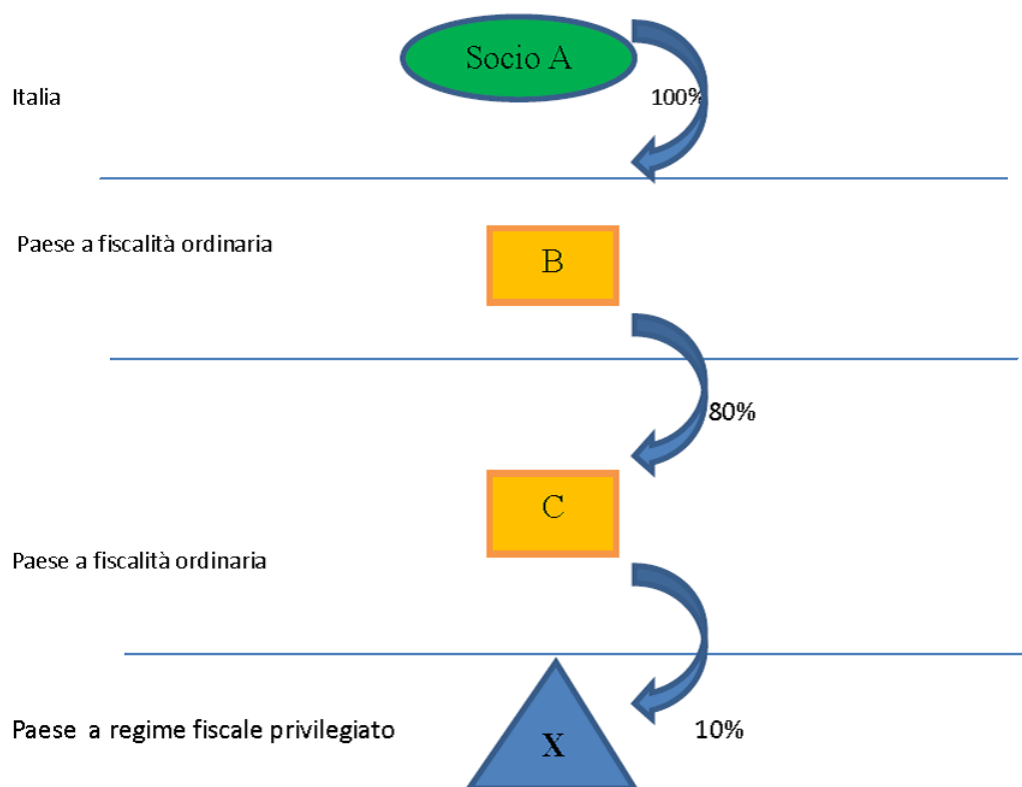 Socio A
Italia
100%
Paese a fiscalità ordinaria
B
80%
C
Paese a fiscalità ordinaria
Paese a regime fiscale privilegiato
X
10%